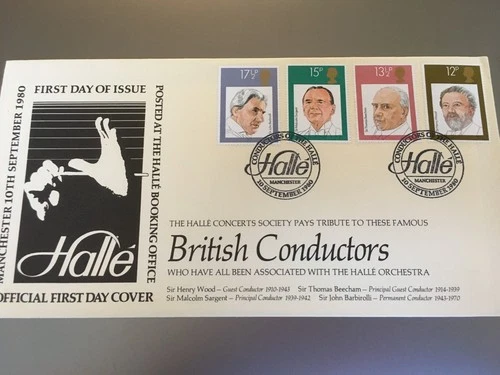 FIRST DAY OF ISSUE
MANCHESTER 10TH SEPTEMBER 1980
POSTED AT THE HALLÉ BOOKING OFFICE
Hallé
OFFICIAL FIRST DAY COVER
17½p
15p
13½p
12p
CONDUCTORS OF THE HALLÉ
Hallé
MANCHESTER
10 SEPTEMBER 1980
CONDUCTORS OF THE HALLÉ
Hallé
MANCHESTER
10 SEPTEMBER 1980
THE HALLÉ CONCERTS SOCIETY PAYS TRIBUTE TO THESE FAMOUS
British Conductors
WHO HAVE ALL BEEN ASSOCIATED WITH THE HALLÉ ORCHESTRA
Sir Henry Wood – Guest Conductor 1910-1943 Sir Thomas Beecham – Principal Guest Conductor 1914-1939
Sir Malcolm Sargent – Principal Conductor 1939-1942 Sir John Barbirolli – Permanent Conductor 1943-1970